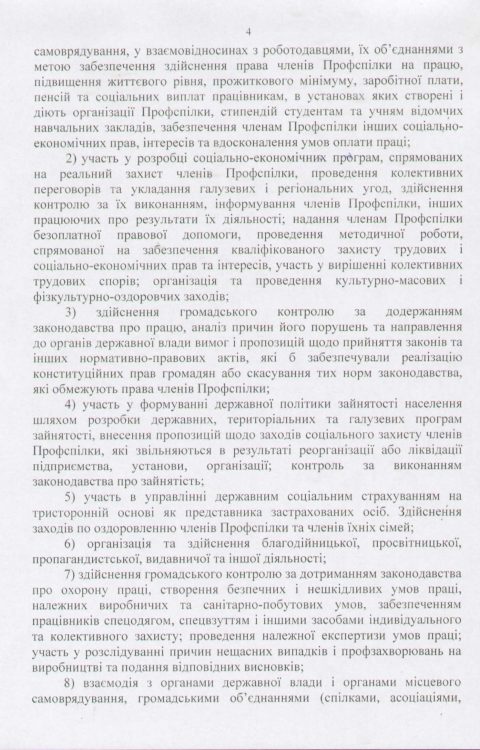 4
самоврядування, у взаємовідносинах з роботодавцями, їх об'єднаннями з
метою забезпечення здійснення права членів Профспілки на працю,
підвищення життєвого рівня, прожиткового мінімуму, заробітної плати,
пенсій та соціальних виплат працівникам, в установах яких створені і
діють організації Профспілки, стипендій студентам та учням відомчих
навчальних закладів, забезпечення членам Профспілки інших соціально-
економічних прав, інтересів та вдосконалення умов оплати праці;
2) участь у розробці соціально-економічних програм, спрямованих
на реальний захист членів Профспілки, проведення колективних
переговорів та укладання галузевих і регіональних угод, здійснення
контролю за їх виконанням, інформування членів Профспілки, інших
працюючих про результати їх діяльності; надання членам Профспілки
безоплатної правової допомоги, проведення методичної роботи,
спрямованої на забезпечення кваліфікованого захисту трудових і
соціально-економічних прав та інтересів, участь у вирішенні колективних
трудових спорів; організація та проведення культурно-масових і
фізкультурно-оздоровчих заходів;
3) здійснення громадського контролю за додержанням
законодавства про працю, аналіз причин його порушень та направлення
до органів державної влади вимог і пропозицій щодо прийняття законів та
інших нормативно-правових актів, які б забезпечували реалізацію
конституційних прав громадян або скасування тих норм законодавства,
які обмежують права членів Профспілки;
4) участь у формуванні державної політики зайнятості населення
шляхом розробки державних, територіальних та галузевих програм
зайнятості, внесення пропозицій щодо заходів соціального захисту членів
Профспілки, які звільняються в результаті реорганізації або ліквідації
підприємства, установи, організації; контроль за виконанням
законодавства про зайнятість;
5) участь в управлінні державним соціальним страхуванням на
тристоронній основі як представника застрахованих осіб. Здійснення
заходів по оздоровленню членів Профспілки та членів їхніх сімей;
6) організація та здійснення благодійницької, просвітницької,
пропагандистської, видавничої та іншої діяльності;
7) здійснення громадського контролю за дотриманням законодавства
про охорону праці, створення безпечних і нешкідливих умов праці,
належних виробничих та санітарно-побутових умов, забезпеченням
працівників спецодягом, спецвзуттям і іншими засобами індивідуального
та колективного захисту; проведення належної експертизи умов праці;
участь у розслідуванні причин нещасних випадків і профзахворювань на
виробництві та подання відповідних висновків;
8) взаємодія з органами державної влади і органами місцевого
самоврядування, громадськими об'єднаннями (спілками, асоціаціями,